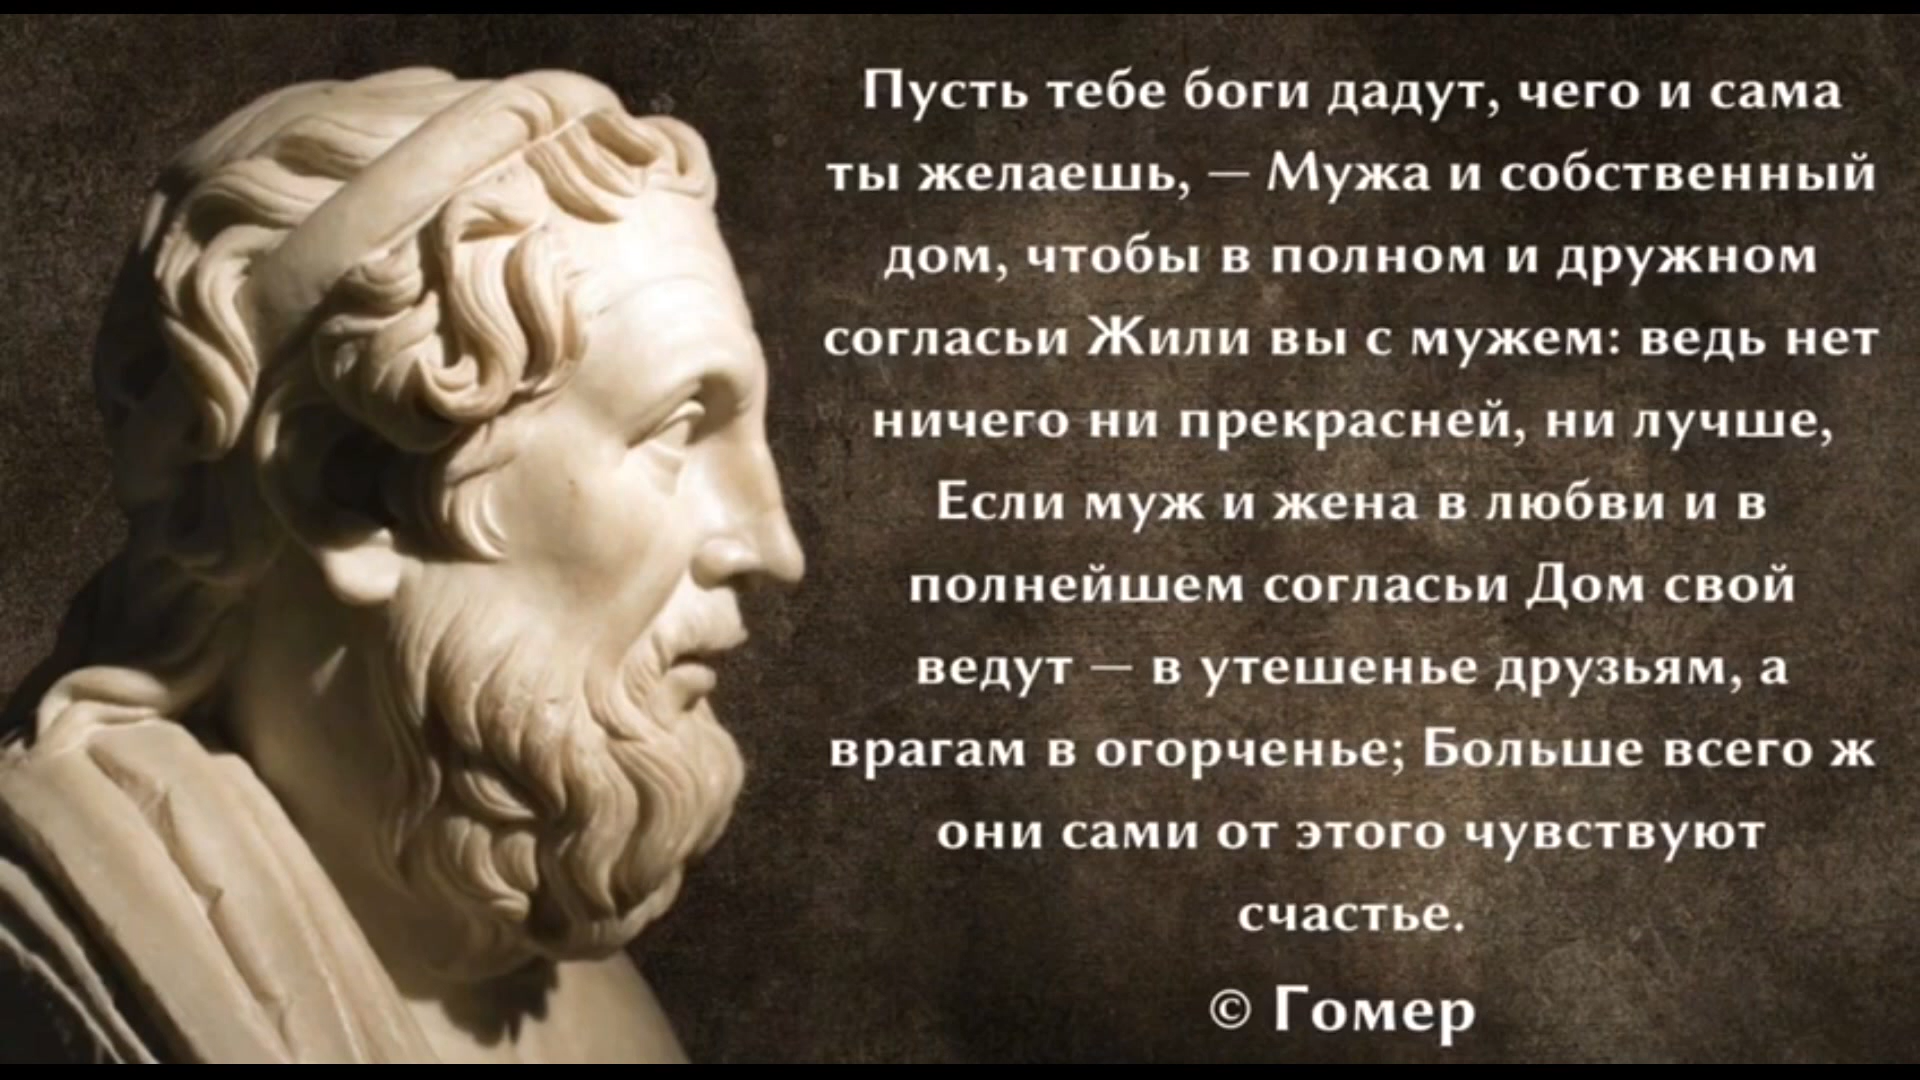 Пусть тебе боги дадут, чего и сама
ты желаешь, — Мужа и собственный
дом, чтобы в полном и дружном
согласьи Жили вы с мужем: ведь нет
ничего ни прекрасней, ни лучше,
Если муж и жена в любви и в
полнейшем согласьи Дом свой
ведут — в утешенье друзьям, а
врагам в огорченье; Больше всего ж
они сами от этого чувствуют
счастье.
© Гомер